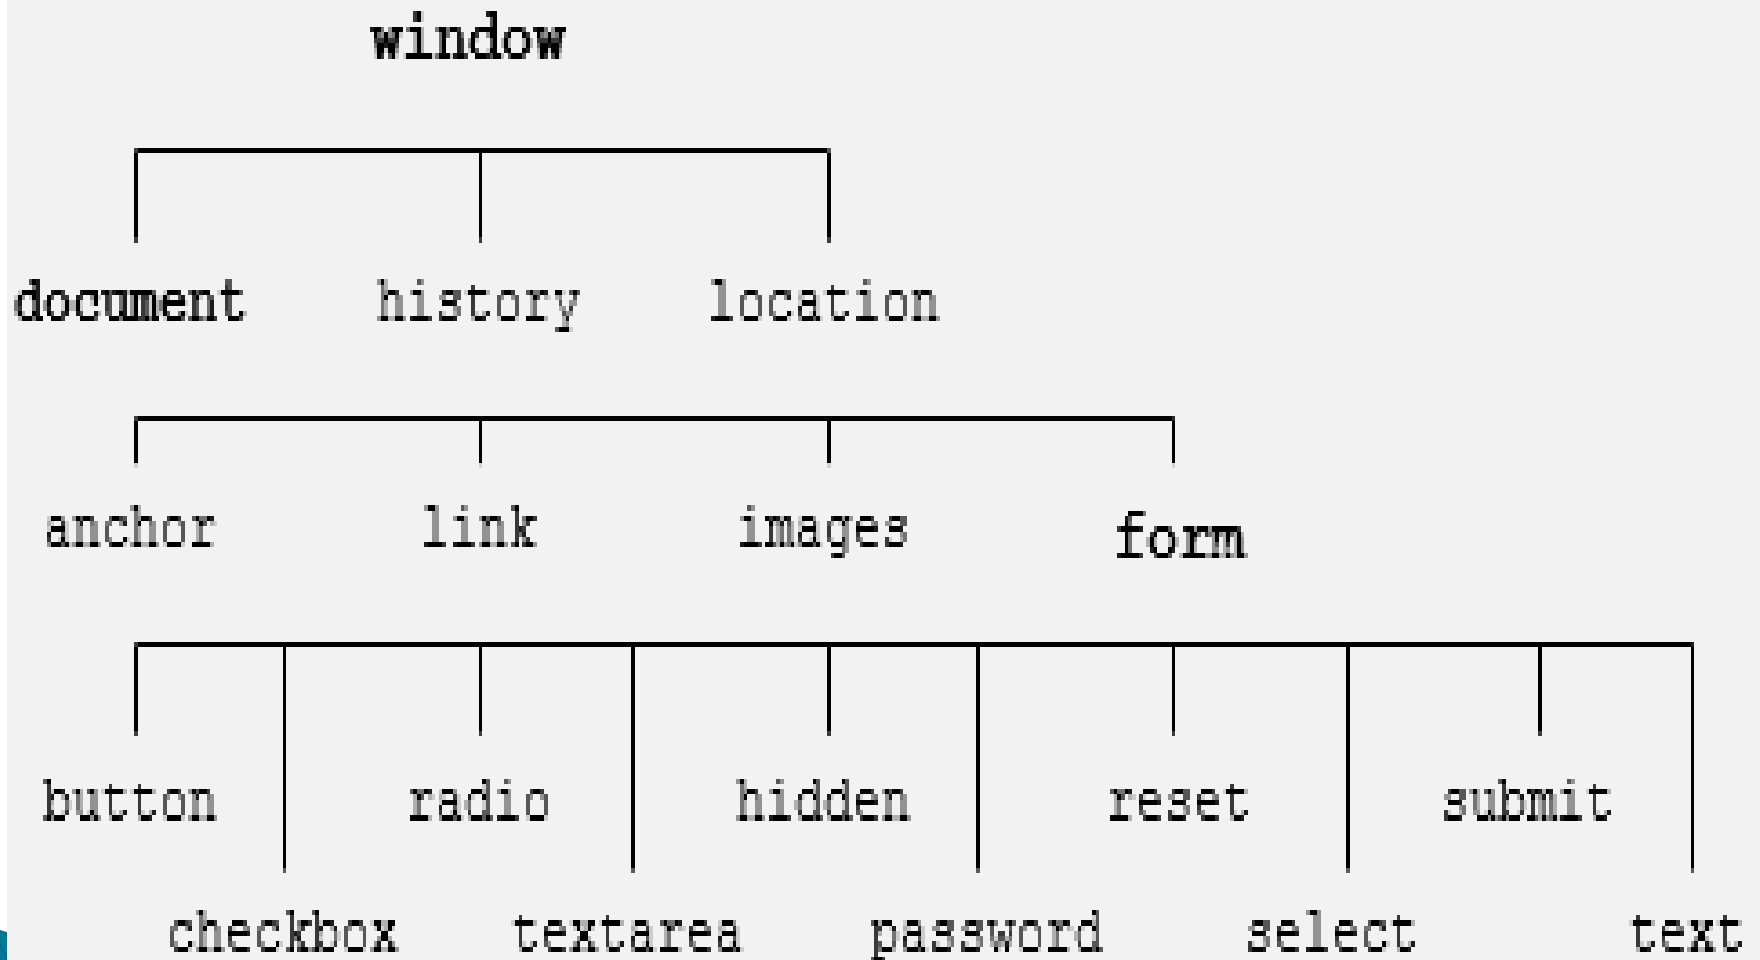 window
document history location
anchor link images form
button radio hidden reset submit
checkbox textarea password select text